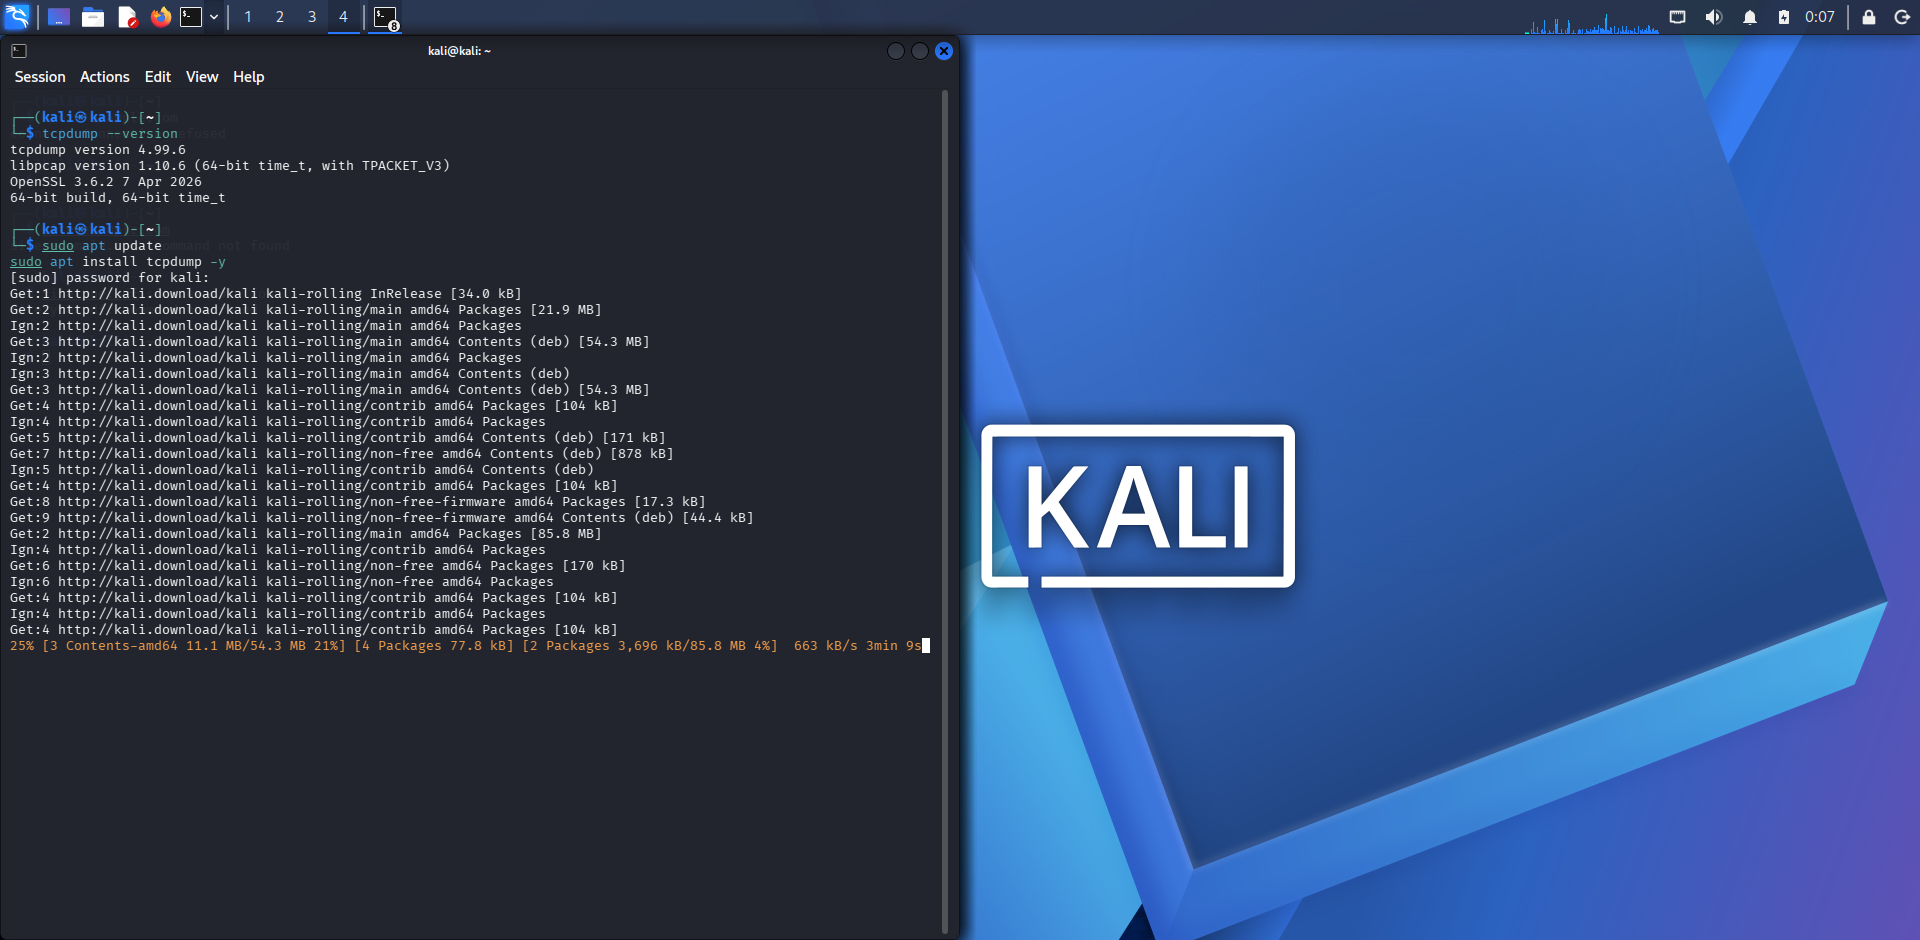 1 2 3 4 8 0:07
kali@kali: ~
Session Actions Edit View Help
┌──(kali㉿kali)-[~]
└─$ tcpdump --version
tcpdump version 4.99.6
libpcap version 1.10.6 (64-bit time_t, with TPACKET_V3)
OpenSSL 3.6.2 7 Apr 2026
64-bit build, 64-bit time_t
┌──(kali㉿kali)-[~]
└─$ sudo apt update
sudo apt install tcpdump -y
[sudo] password for kali:
Get:1 http://kali.download/kali kali-rolling InRelease [34.0 kB]
Get:2 http://kali.download/kali kali-rolling/main amd64 Packages [21.9 MB]
Ign:2 http://kali.download/kali kali-rolling/main amd64 Packages
Get:3 http://kali.download/kali kali-rolling/main amd64 Contents (deb) [54.3 MB]
Ign:2 http://kali.download/kali kali-rolling/main amd64 Packages
Ign:3 http://kali.download/kali kali-rolling/main amd64 Contents (deb)
Get:3 http://kali.download/kali kali-rolling/main amd64 Contents (deb) [54.3 MB]
Get:4 http://kali.download/kali kali-rolling/contrib amd64 Packages [104 kB]
Ign:4 http://kali.download/kali kali-rolling/contrib amd64 Packages
Get:5 http://kali.download/kali kali-rolling/contrib amd64 Contents (deb) [171 kB]
Get:7 http://kali.download/kali kali-rolling/non-free amd64 Contents (deb) [878 kB]
Ign:5 http://kali.download/kali kali-rolling/contrib amd64 Contents (deb)
Get:4 http://kali.download/kali kali-rolling/contrib amd64 Packages [104 kB]
Get:8 http://kali.download/kali kali-rolling/non-free-firmware amd64 Packages [17.3 kB]
Get:9 http://kali.download/kali kali-rolling/non-free-firmware amd64 Contents (deb) [44.4 kB]
Get:2 http://kali.download/kali kali-rolling/main amd64 Packages [85.8 MB]
Ign:4 http://kali.download/kali kali-rolling/contrib amd64 Packages
Get:6 http://kali.download/kali kali-rolling/non-free amd64 Packages [170 kB]
Ign:6 http://kali.download/kali kali-rolling/non-free amd64 Packages
Get:4 http://kali.download/kali kali-rolling/contrib amd64 Packages [104 kB]
Ign:4 http://kali.download/kali kali-rolling/contrib amd64 Packages
Get:4 http://kali.download/kali kali-rolling/contrib amd64 Packages [104 kB]
25% [3 Contents-amd64 11.1 MB/54.3 MB 21%] [4 Packages 77.8 kB] [2 Packages 3,696 kB/85.8 MB 4%]  663 kB/s 3min 9s
KALI